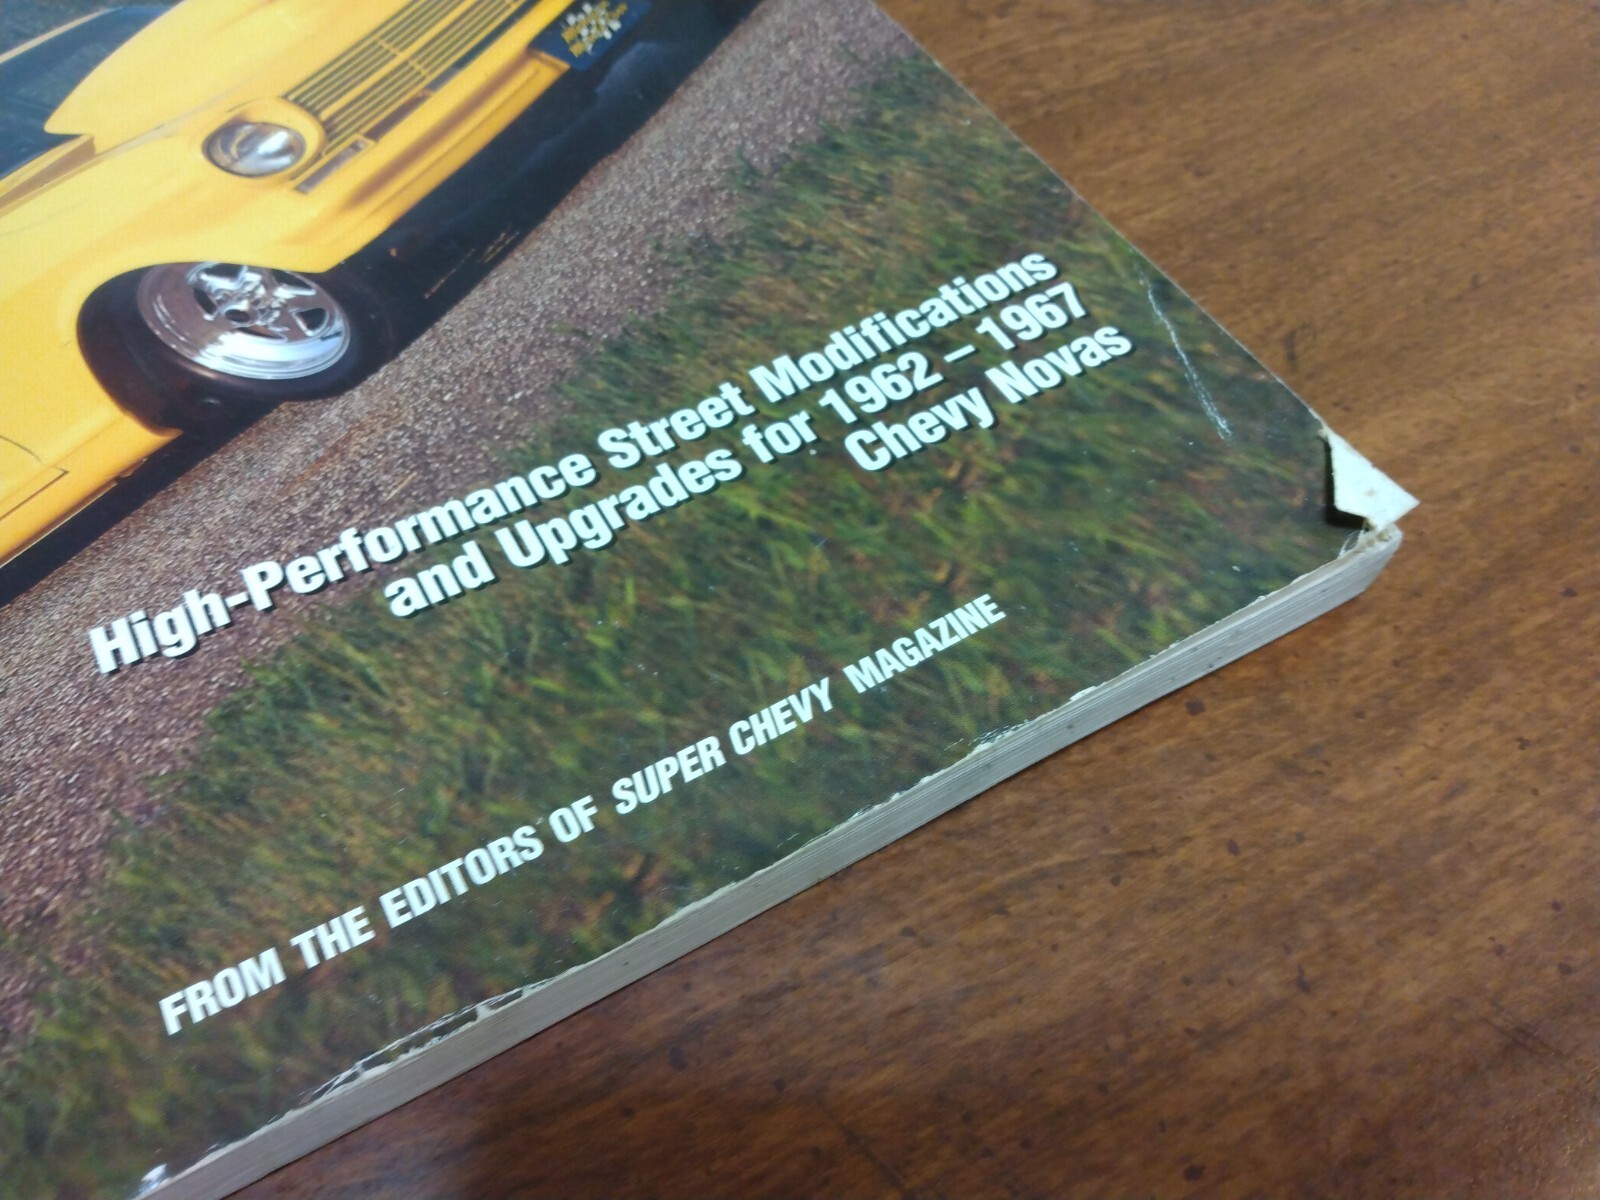 High-Performance Street Modifications
and Upgrades for 1962 – 1967
Chevy Novas
FROM THE EDITORS OF SUPER CHEVY MAGAZINE